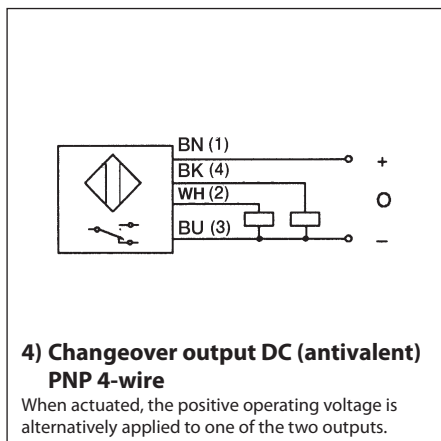 BN (1)
+
BK (4)
O
WH (2)
BU (3)
–
4) Changeover output DC (antivalent)
PNP 4-wire
When actuated, the positive operating voltage is
alternatively applied to one of the two outputs.